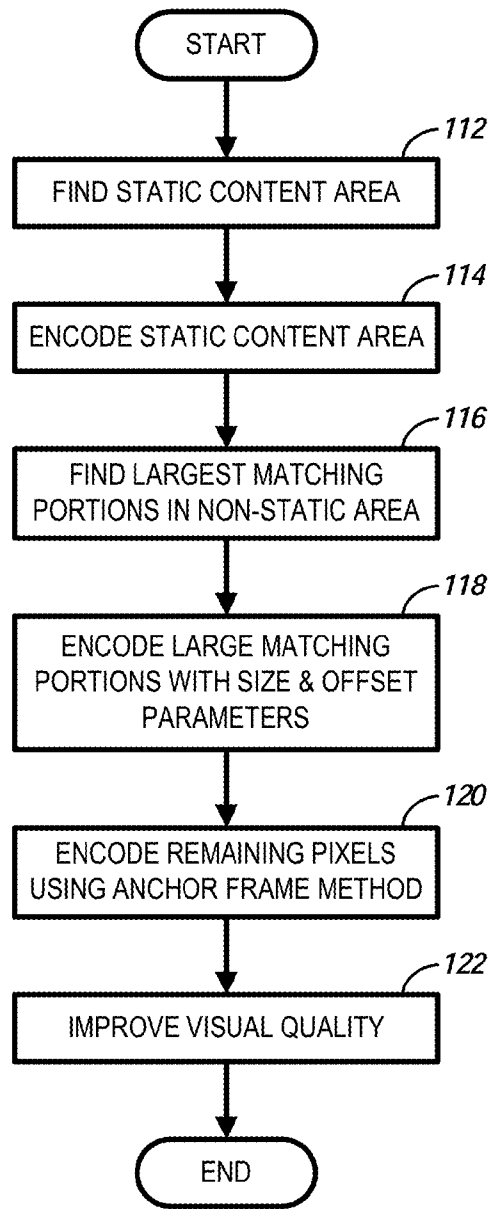 START
112
FIND STATIC CONTENT AREA
114
ENCODE STATIC CONTENT AREA
116
FIND LARGEST MATCHING
PORTIONS IN NON-STATIC AREA
118
ENCODE LARGE MATCHING
PORTIONS WITH SIZE & OFFSET
PARAMETERS
120
ENCODE REMAINING PIXELS
USING ANCHOR FRAME METHOD
122
IMPROVE VISUAL QUALITY
END